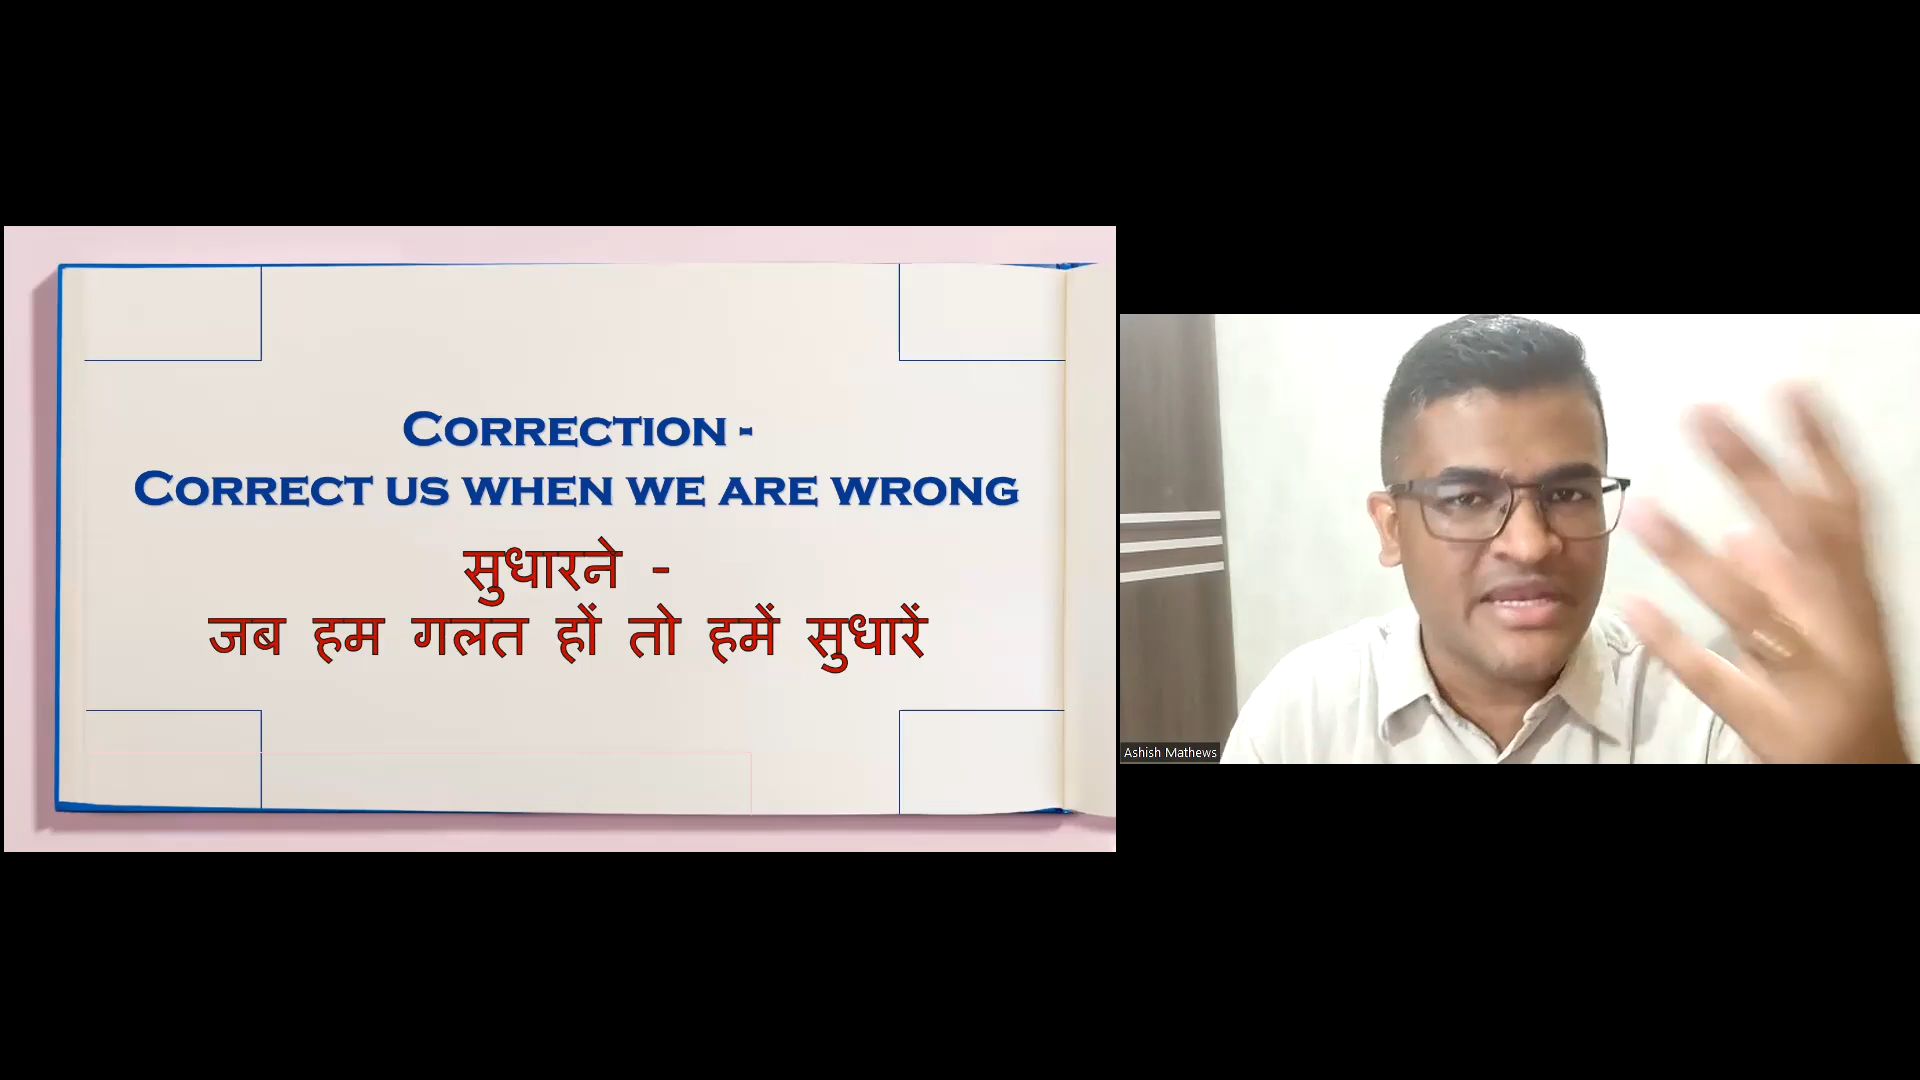 CORRECTION -
CORRECT US WHEN WE ARE WRONG
सुधारने -
जब हम गलत हों तो हमें सुधारें
Ashish Mathews